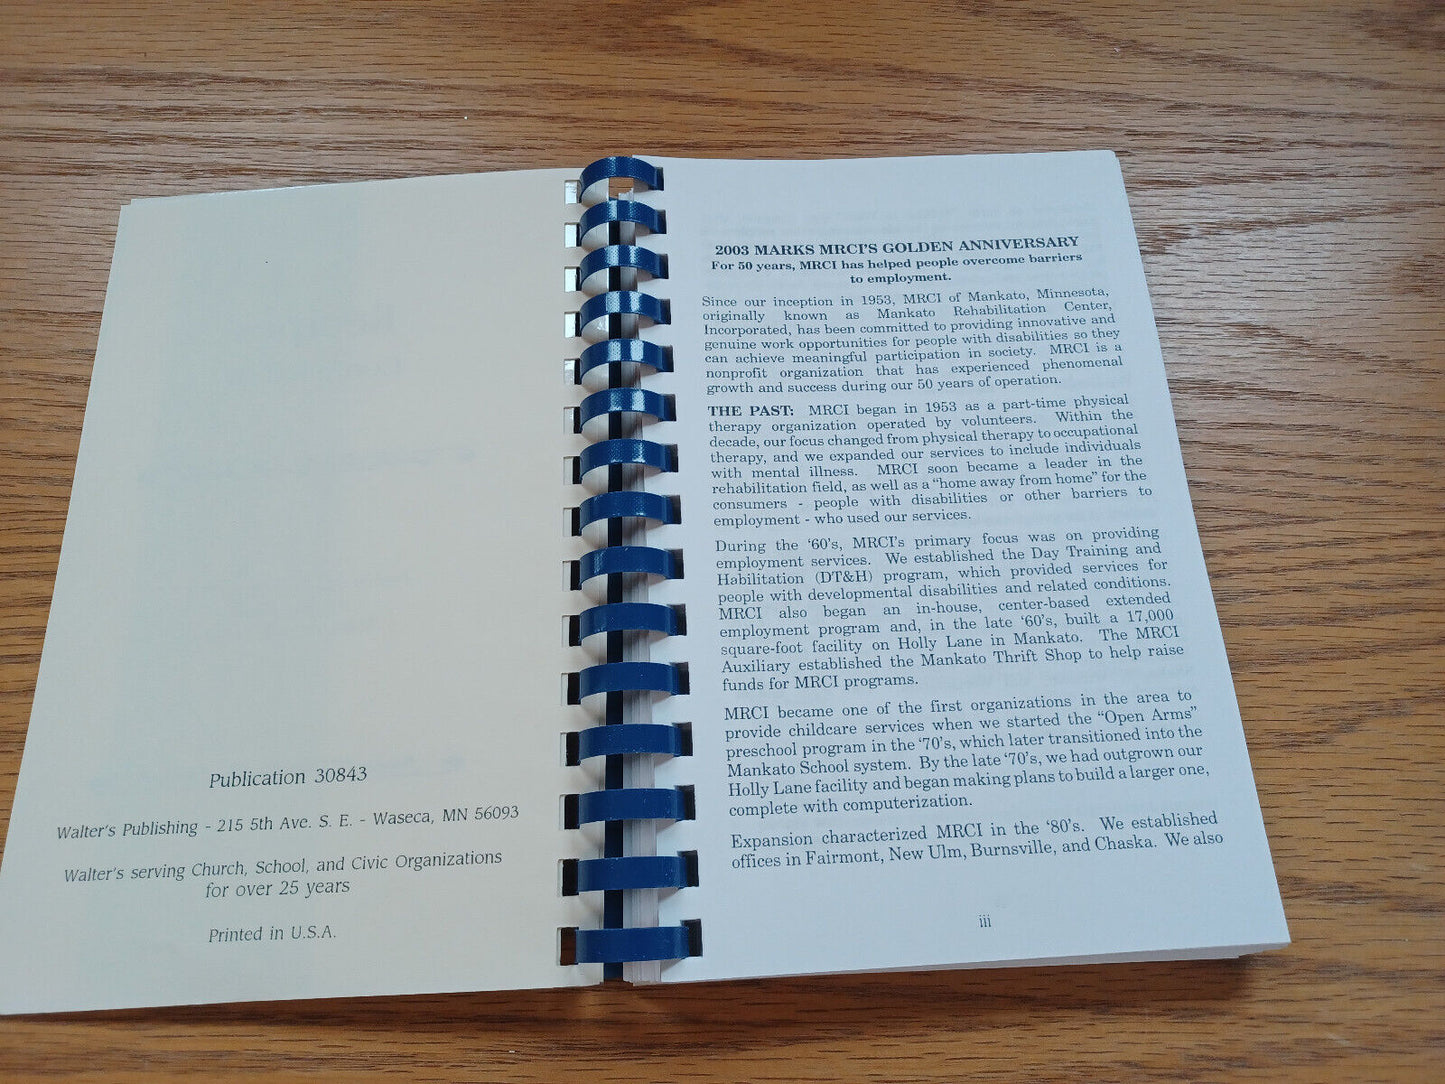 Publication 30843
Walter's Publishing - 215 5th Ave. S. E. - Waseca, MN 56093
Walter's serving Church, School, and Civic Organizations
for over 25 years
Printed in U.S.A.
2003 MARKS MRCI'S GOLDEN ANNIVERSARY
For 50 years, MRCI has helped people overcome barriers
to employment.
Since our inception in 1953, MRCI of Mankato, Minnesota,
originally known as Mankato Rehabilitation Center,
Incorporated, has been committed to providing innovative and
genuine work opportunities for people with disabilities so they
can achieve meaningful participation in society. MRCI is a
nonprofit organization that has experienced phenomenal
growth and success during our 50 years of operation.
THE PAST: MRCI began in 1953 as a part-time physical
therapy organization operated by volunteers. Within the
decade, our focus changed from physical therapy to occupational
therapy, and we expanded our services to include individuals
with mental illness. MRCI soon became a leader in the
rehabilitation field, as well as a "home away from home" for the
consumers - people with disabilities or other barriers to
employment - who used our services.
During the '60's, MRCI's primary focus was on providing
employment services. We established the Day Training and
Habilitation (DT&H) program, which provided services for
people with developmental disabilities and related conditions.
MRCI also began an in-house, center-based extended
employment program and, in the late '60's, built a 17,000
square-foot facility on Holly Lane in Mankato. The MRCI
Auxiliary established the Mankato Thrift Shop to help raise
funds for MRCI programs.
MRCI became one of the first organizations in the area to
provide childcare services when we started the "Open Arms"
preschool program in the '70's, which later transitioned into the
Mankato School system. By the late '70's, we had outgrown our
Holly Lane facility and began making plans to build a larger one,
complete with computerization.
Expansion characterized MRCI in the '80's. We established
offices in Fairmont, New Ulm, Burnsville, and Chaska. We also
iii